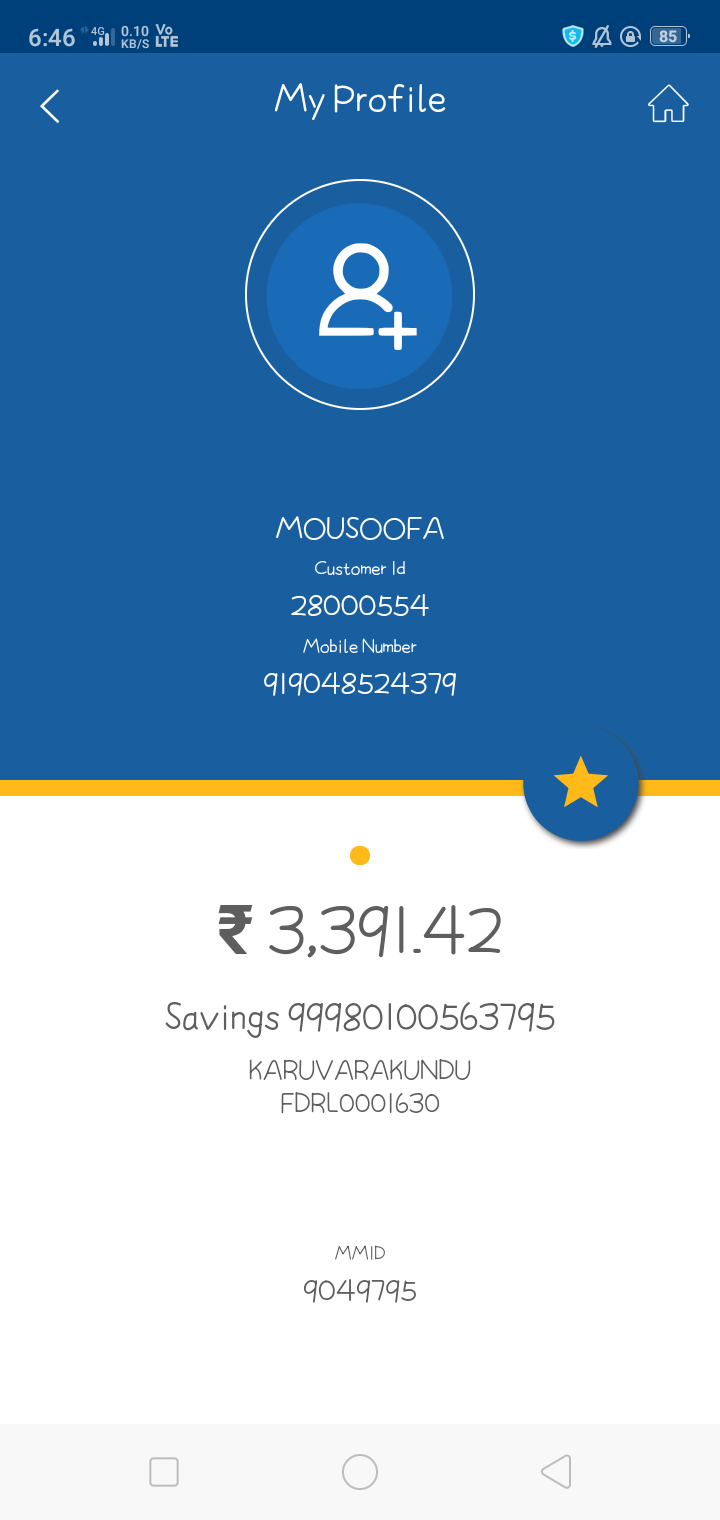 6:46 4G 0.10 KB/S Vo LTE 85
My Profile
MOUSOOFA
Customer Id
28000554
Mobile Number
919048524379
₹ 3,391.42
Savings 99980100563795
KARUVARAKUNDU
FDRL0001630
MMID
9049795